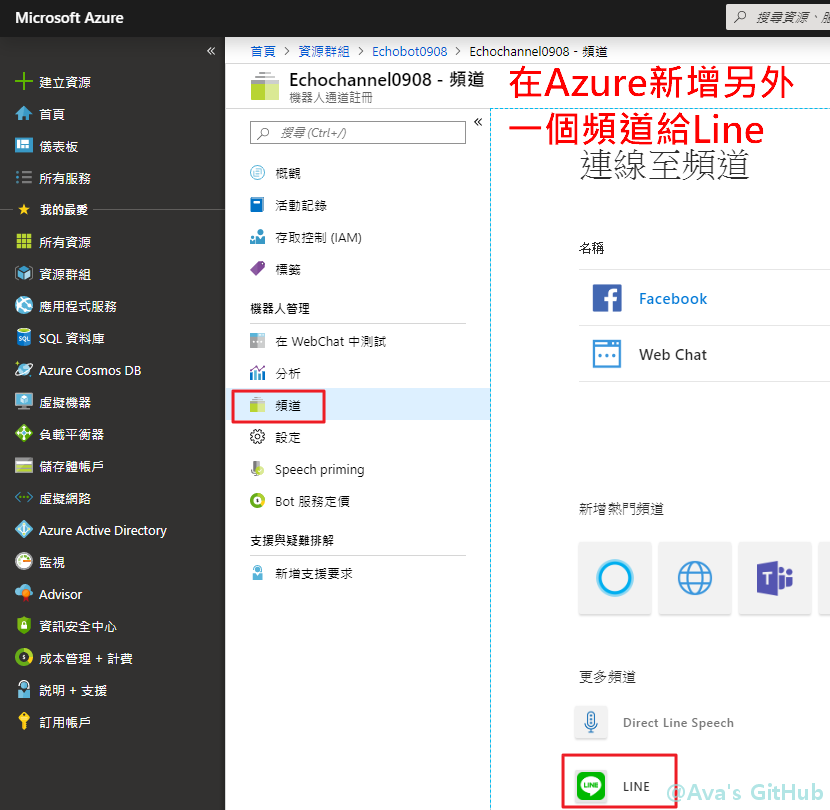 Microsoft Azure
搜尋資源、服
«
建立資源
首頁
儀表板
所有服務
我的最愛
所有資源
資源群組
應用程式服務
SQL 資料庫
Azure Cosmos DB
虛擬機器
負載平衡器
儲存體帳戶
虛擬網路
Azure Active Directory
監視
Advisor
資訊安全中心
成本管理 + 計費
說明 + 支援
訂用帳戶
首頁 > 資源群組 > Echobot0908 > Echochannel0908 - 頻道
Echochannel0908 - 頻道
機器人通道註冊
搜尋 (Ctrl+/)
«
概觀
活動記錄
存取控制 (IAM)
標籤
機器人管理
在 WebChat 中測試
分析
頻道
設定
Speech priming
Bot 服務定價
支援與疑難排解
新增支援要求
在Azure新增另外
一個頻道給Line
連線至頻道
名稱
Facebook
Web Chat
新增熱門頻道
更多頻道
Direct Line Speech
LINE
LINE
@Ava's GitHub